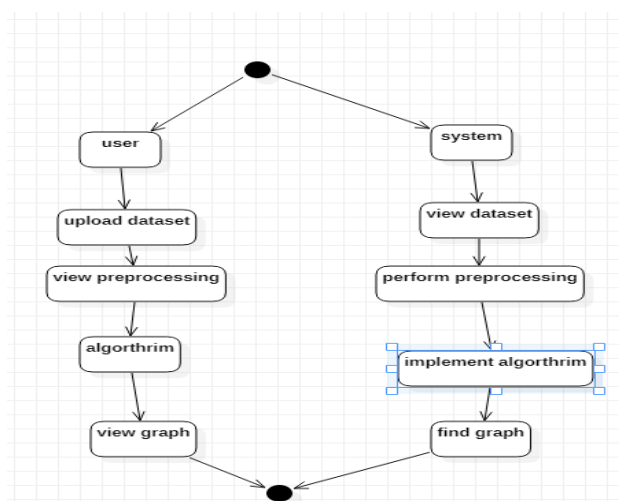 user
system
upload dataset
view dataset
view preprocessing
perform preprocessing
algorthrim
implement algorthrim
view graph
find graph